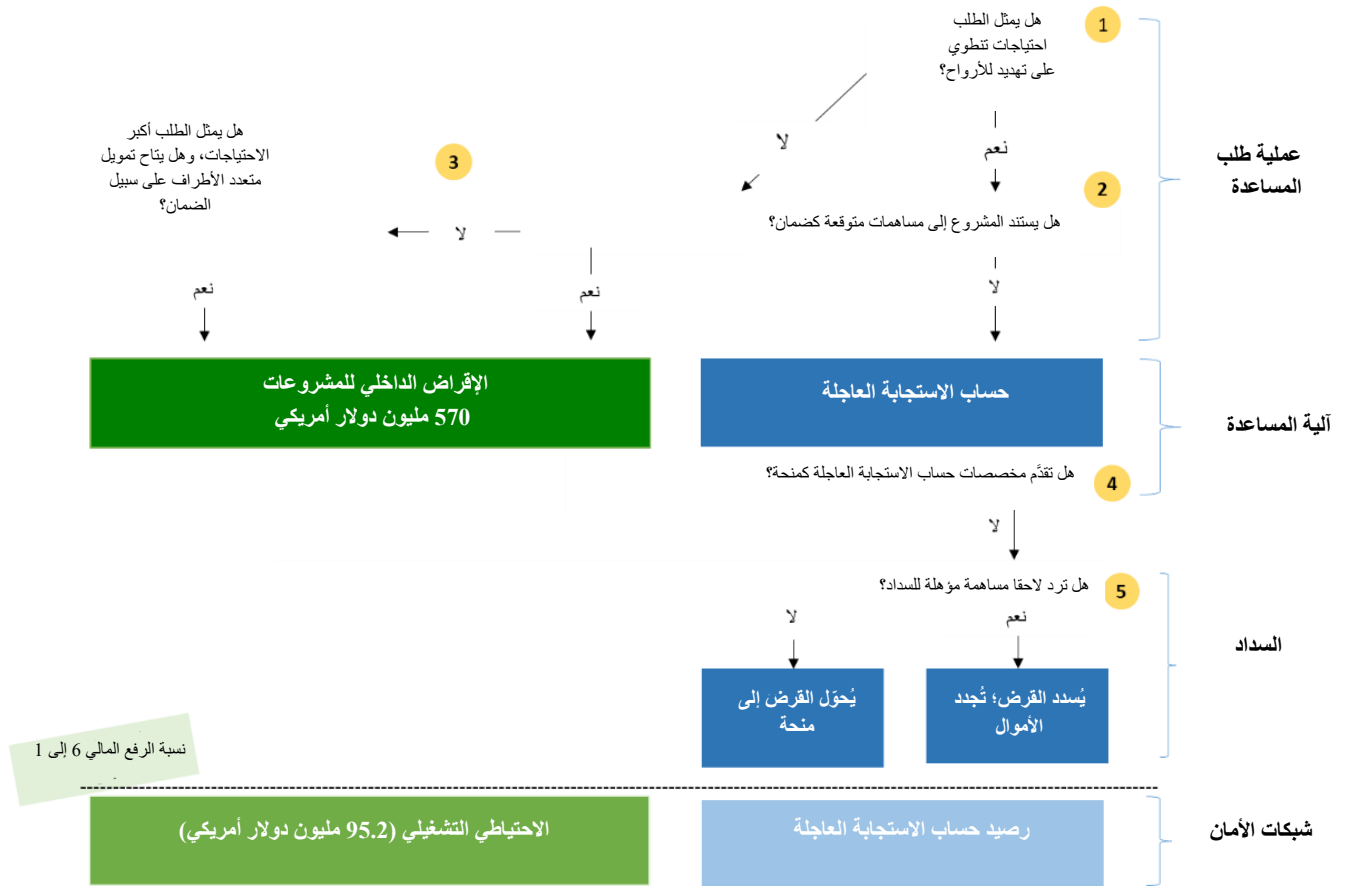 1
هل يمثل الطلب
احتياجات تنطوي
على تهديد للأرواح؟
لا
نعم
عملية طلب
المساعدة
2
هل يستند المشروع إلى مساهمات متوقعة كضمان؟
3
هل يمثل الطلب أكبر
الاحتياجات، وهل يتاح تمويل
متعدد الأطراف على سبيل
الضمان؟
لا
لا
نعم
نعم
حساب الاستجابة العاجلة
الإقراض الداخلي للمشروعات
570 مليون دولار أمريكي
آلية المساعدة
4
هل تقدَّم مخصصات حساب الاستجابة العاجلة كمنحة؟
لا
5
هل ترد لاحقا مساهمة مؤهلة للسداد؟
نعم
لا
السداد
يُسدد القرض؛ تُجدد
الأموال
يُحوّل القرض إلى
منحة
نسبة الرفع المالي 6 إلى 1
شبكات الأمان
رصيد حساب الاستجابة العاجلة
الاحتياطي التشغيلي (95.2 مليون دولار أمريكي)